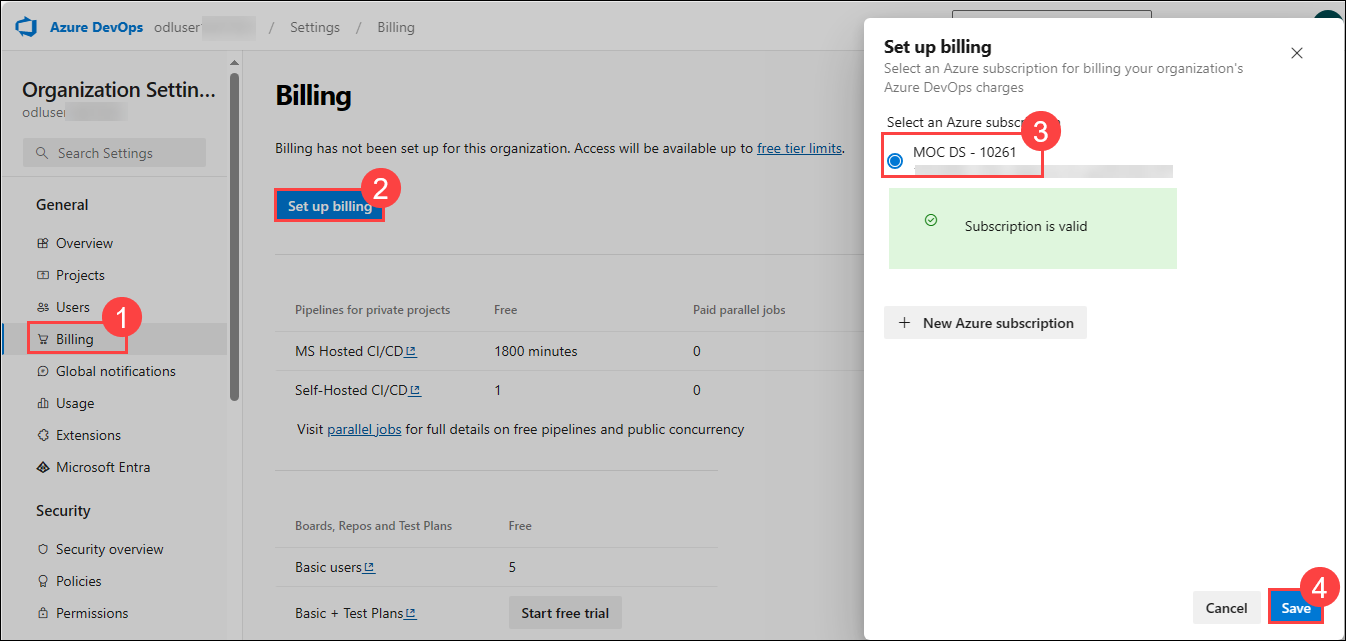 Azure DevOps odluser / Settings / Billing
Organization Settin...
odluser
Search Settings
General
Overview
Projects
Users
1
Billing
Global notifications
Usage
Extensions
Microsoft Entra
Security
Security overview
Policies
Permissions
Billing
Billing has not been set up for this organization. Access will be available up to free tier limits.
2
Set up billing
Pipelines for private projects Free Paid parallel jobs
MS Hosted CI/CD 1800 minutes 0
Self-Hosted CI/CD 1 0
Visit parallel jobs for full details on free pipelines and public concurrency
Boards, Repos and Test Plans Free
Basic users 5
Basic + Test Plans Start free trial
Set up billing
Select an Azure subscription for billing your organization's
Azure DevOps charges
Select an Azure
3
MOC DS - 10261
Subscription is valid
+ New Azure subscription
4
Cancel Save